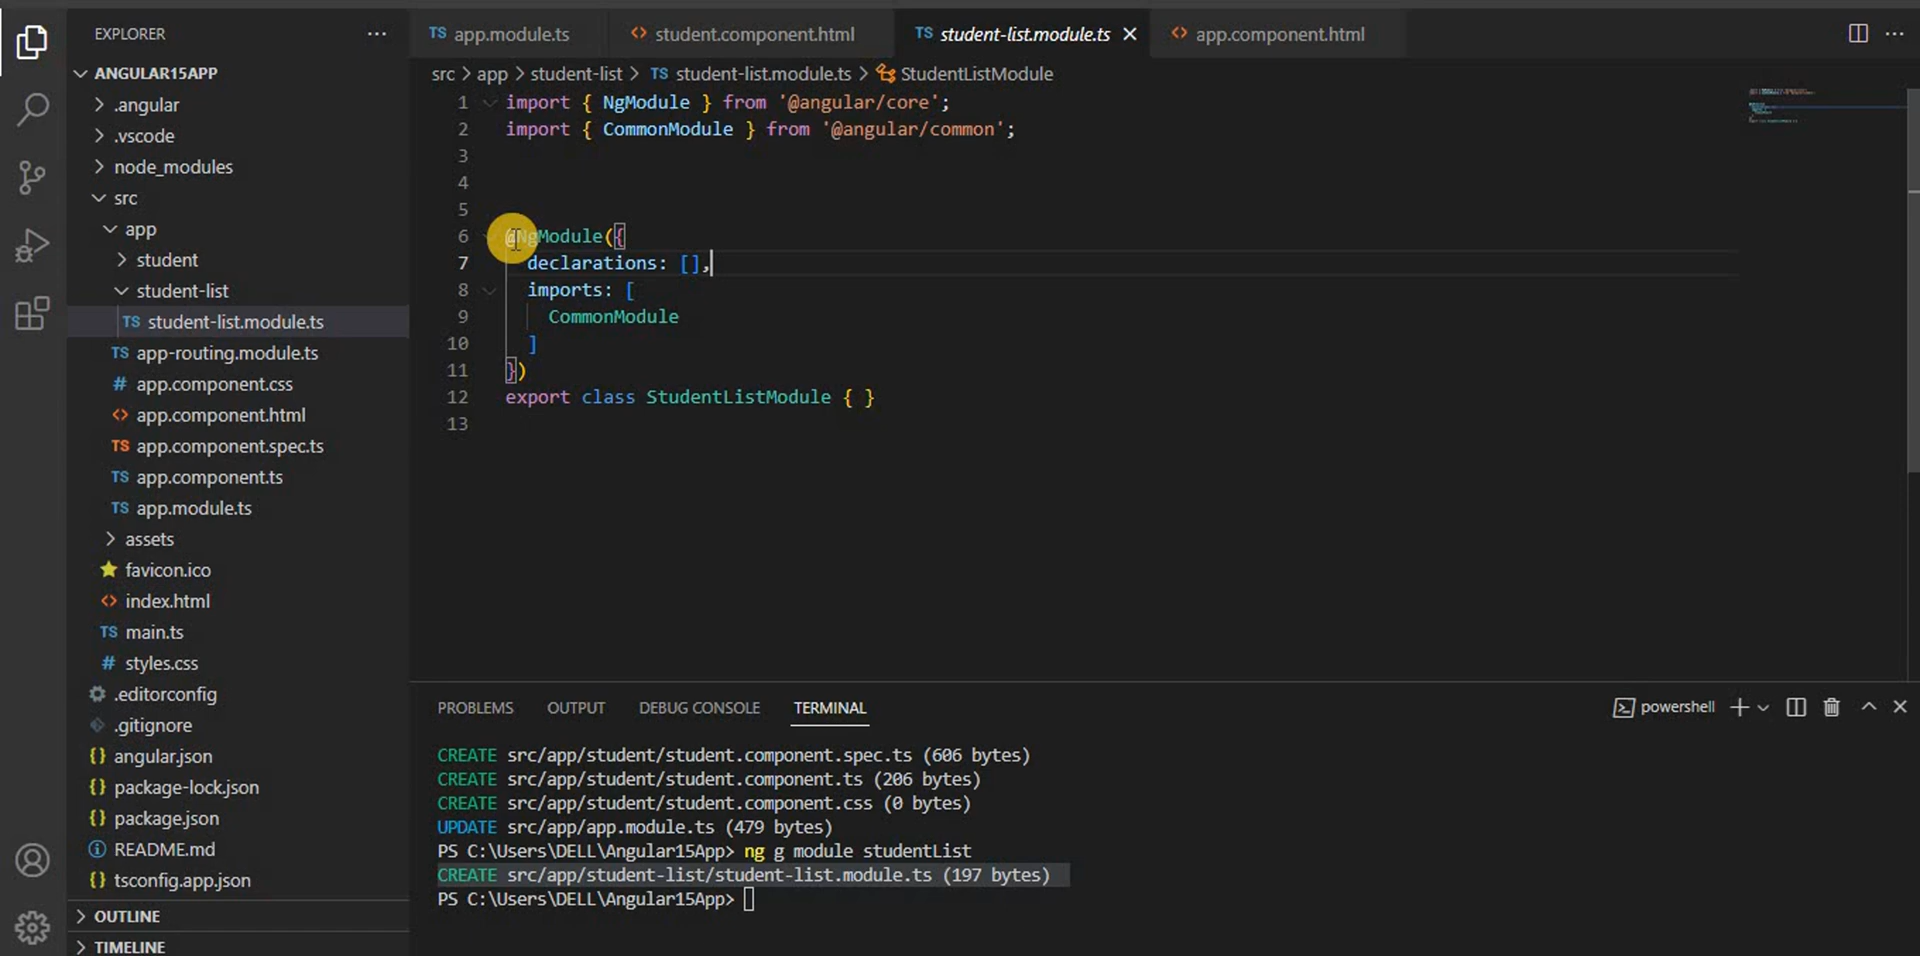 EXPLORER ···
ANGULAR15APP
.angular
.vscode
node_modules
src
app
student
student-list
TS student-list.module.ts
TS app-routing.module.ts
# app.component.css
<> app.component.html
TS app.component.spec.ts
TS app.component.ts
TS app.module.ts
assets
favicon.ico
<> index.html
TS main.ts
# styles.css
.editorconfig
.gitignore
{} angular.json
{} package-lock.json
{} package.json
README.md
{} tsconfig.app.json
OUTLINE
TIMELINE
TS app.module.ts <> student.component.html TS student-list.module.ts × <> app.component.html ···
src > app > student-list > TS student-list.module.ts > StudentListModule
1 import { NgModule } from '@angular/core';
2 import { CommonModule } from '@angular/common';
3
4
5
6 @NgModule({
7 declarations: [],
8 imports: [
9 CommonModule
10 ]
11 })
12 export class StudentListModule { }
13
PROBLEMS OUTPUT DEBUG CONSOLE TERMINAL powershell
CREATE src/app/student/student.component.spec.ts (606 bytes)
CREATE src/app/student/student.component.ts (206 bytes)
CREATE src/app/student/student.component.css (0 bytes)
UPDATE src/app/app.module.ts (479 bytes)
PS C:\Users\DELL\Angular15App> ng g module studentList
CREATE src/app/student-list/student-list.module.ts (197 bytes)
PS C:\Users\DELL\Angular15App>